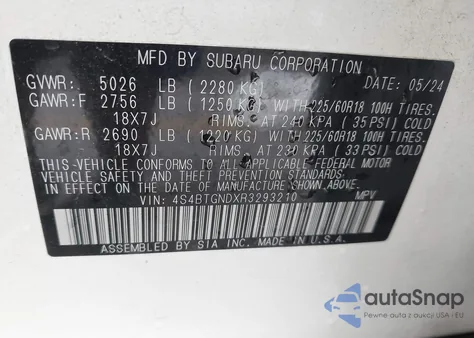 MFD BY SUBARU CORPORATION
DATE: 05/24
GVWR: 5026 LB ( 2280 KG)
GAWR:F 2756 LB ( 1250 KG) WITH 225/60R18 100H TIRES.
18X7J RIMS. AT 240 KPA ( 35 PSI) COLD
GAWR:R 2690 LB ( 1220 KG) WITH 225/60R18 100H TIRES.
18X7J RIMS. AT 230 KPA ( 33 PSI) COLD
THIS-VEHICLE CONFORMS TO ALL APPLICABLE FEDERAL MOTOR
VEHICLE SAFETY, BUMPER, AND THEFT PREVENTION STANDARDS
IN EFFECT ON THE DATE OF MANUFACTURE SHOWN ABOVE.
VIN: 4S4BTGNDXR3293210 MPV
ASSEMBLED BY SIA INC. MADE IN U.S.A.
autoSnap
Pewne auta z aukcji USA i EU